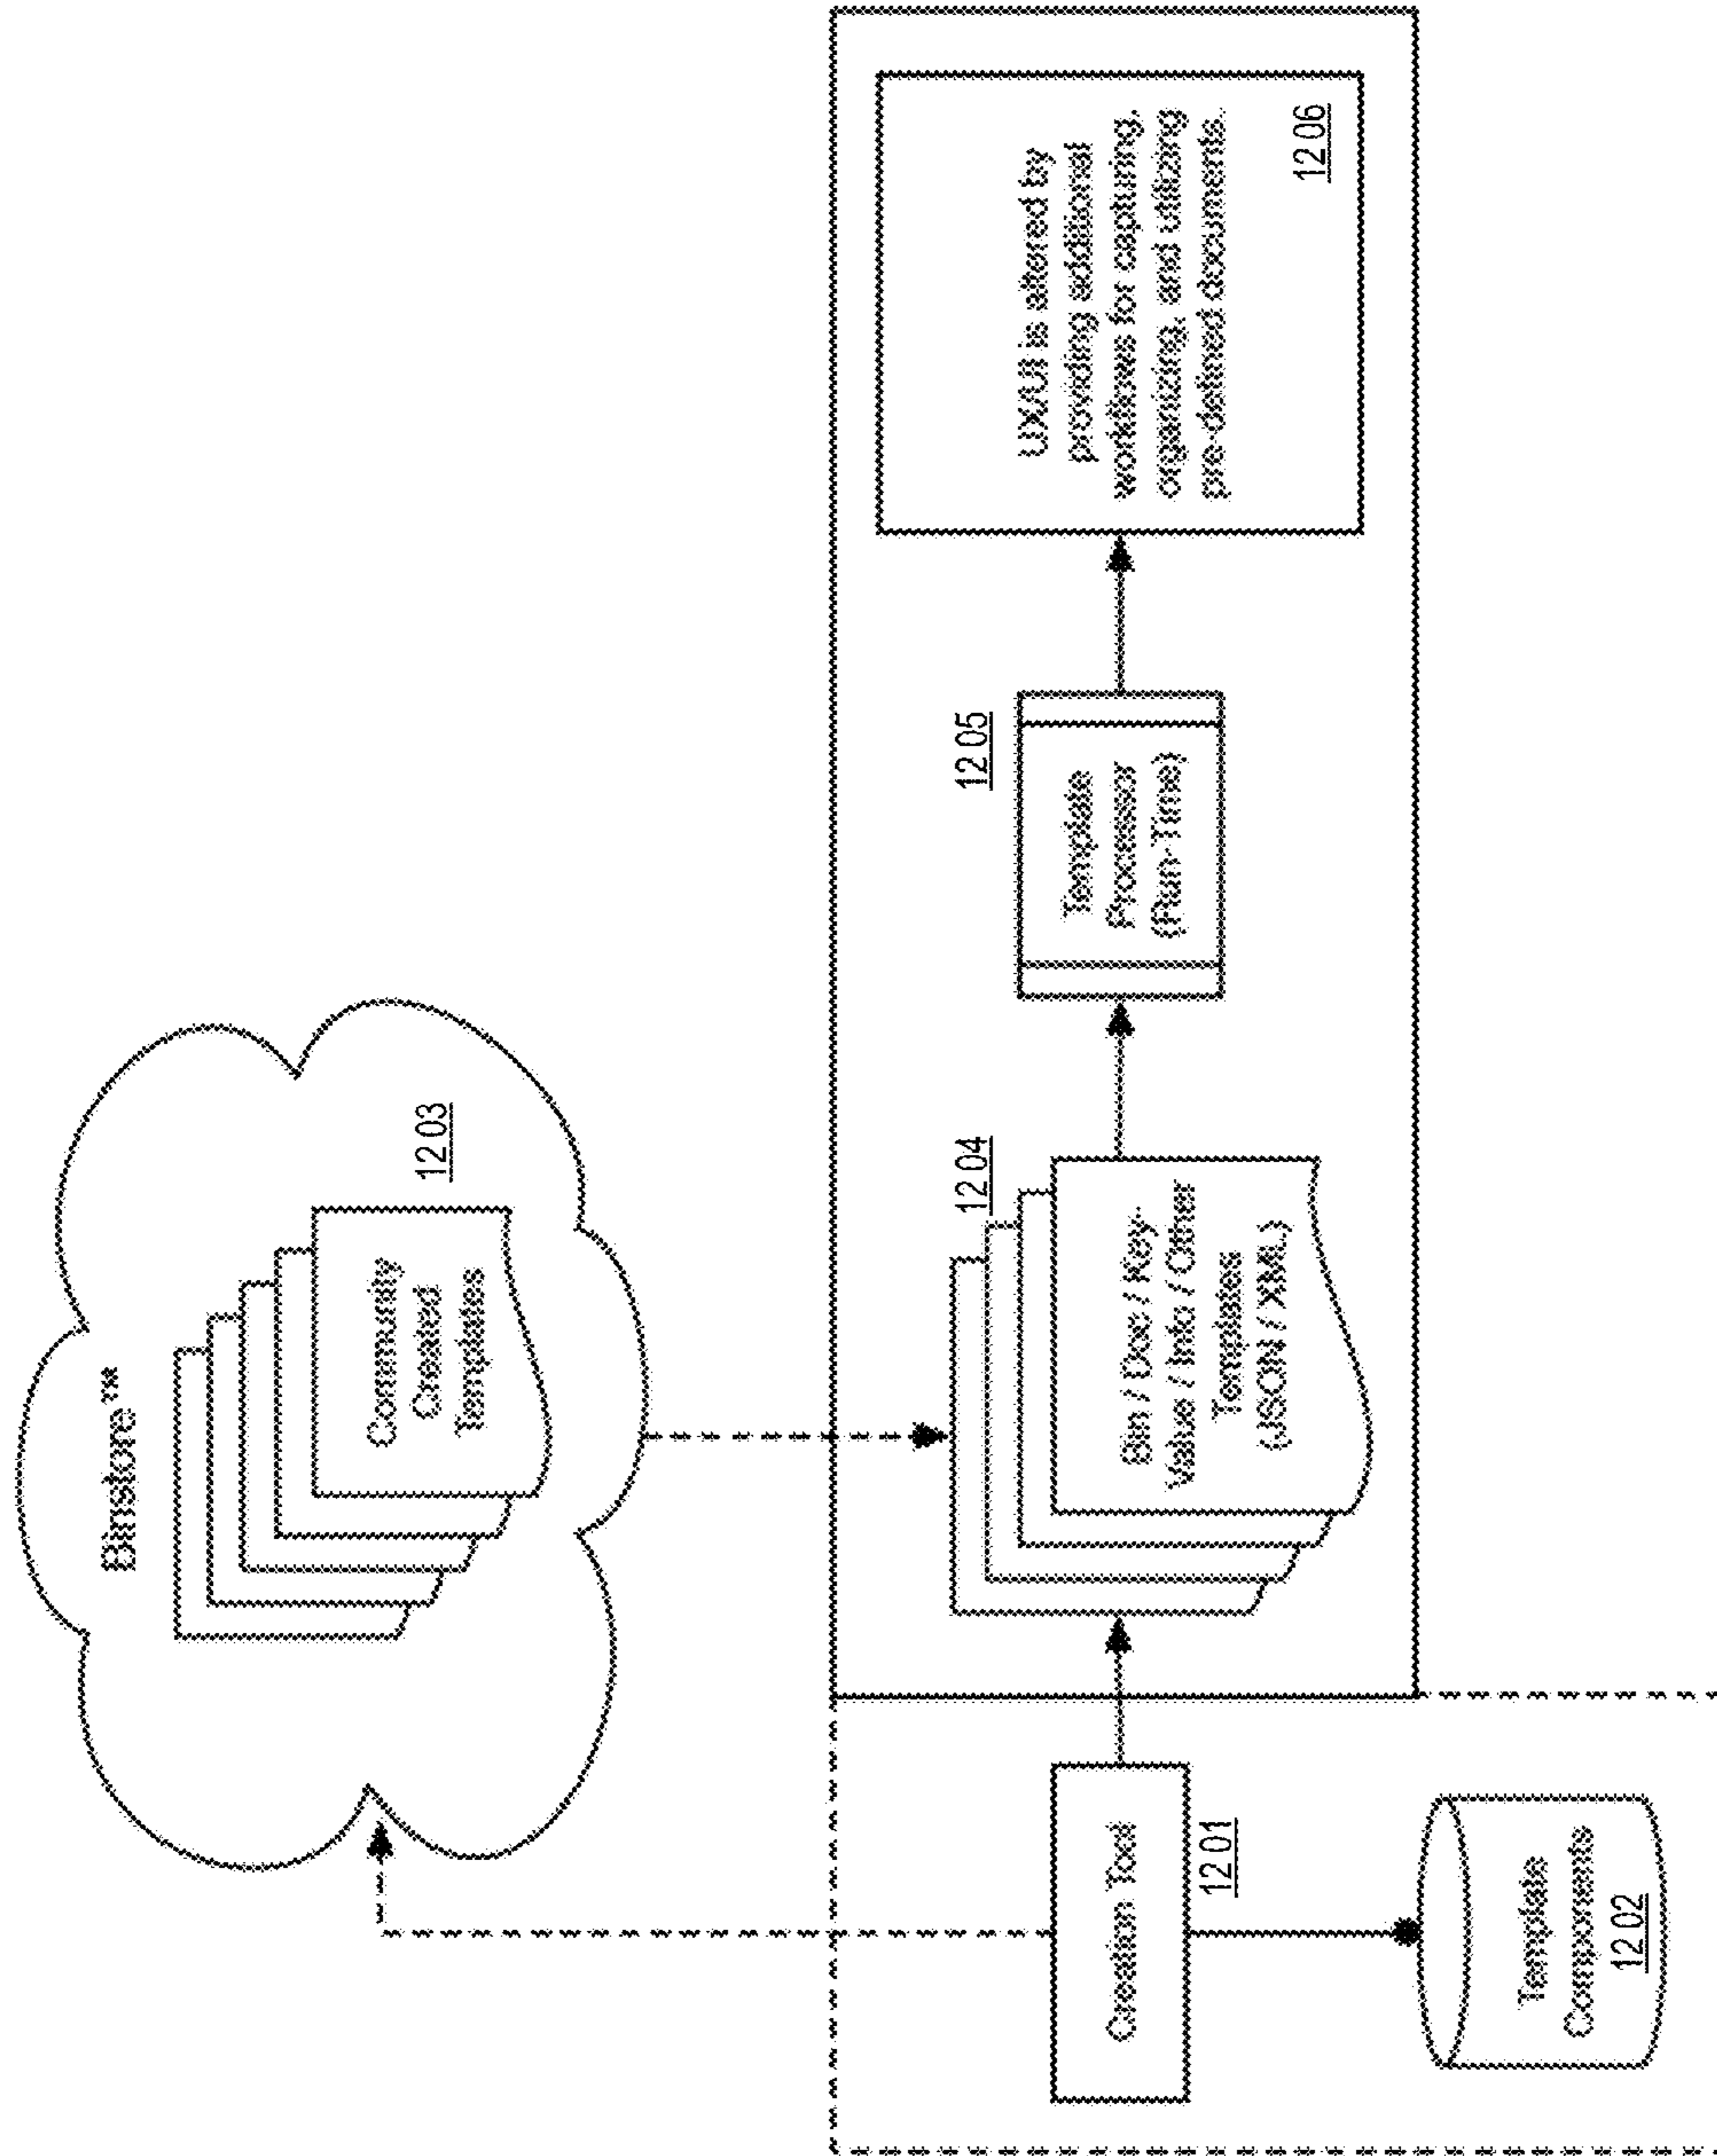 Binstore™
Community
Created
Templates
1203
Creation Tool
1201
Template
Components
1202
1204
Bin / Doc / Key-
Value / Info / Other
Templates
(JSON / XML)
1205
Template
Processor
(Run-Time)
UX/UI is altered by
providing additional
workflows for capturing,
organizing, and utilizing
pre-defined documents.
1206